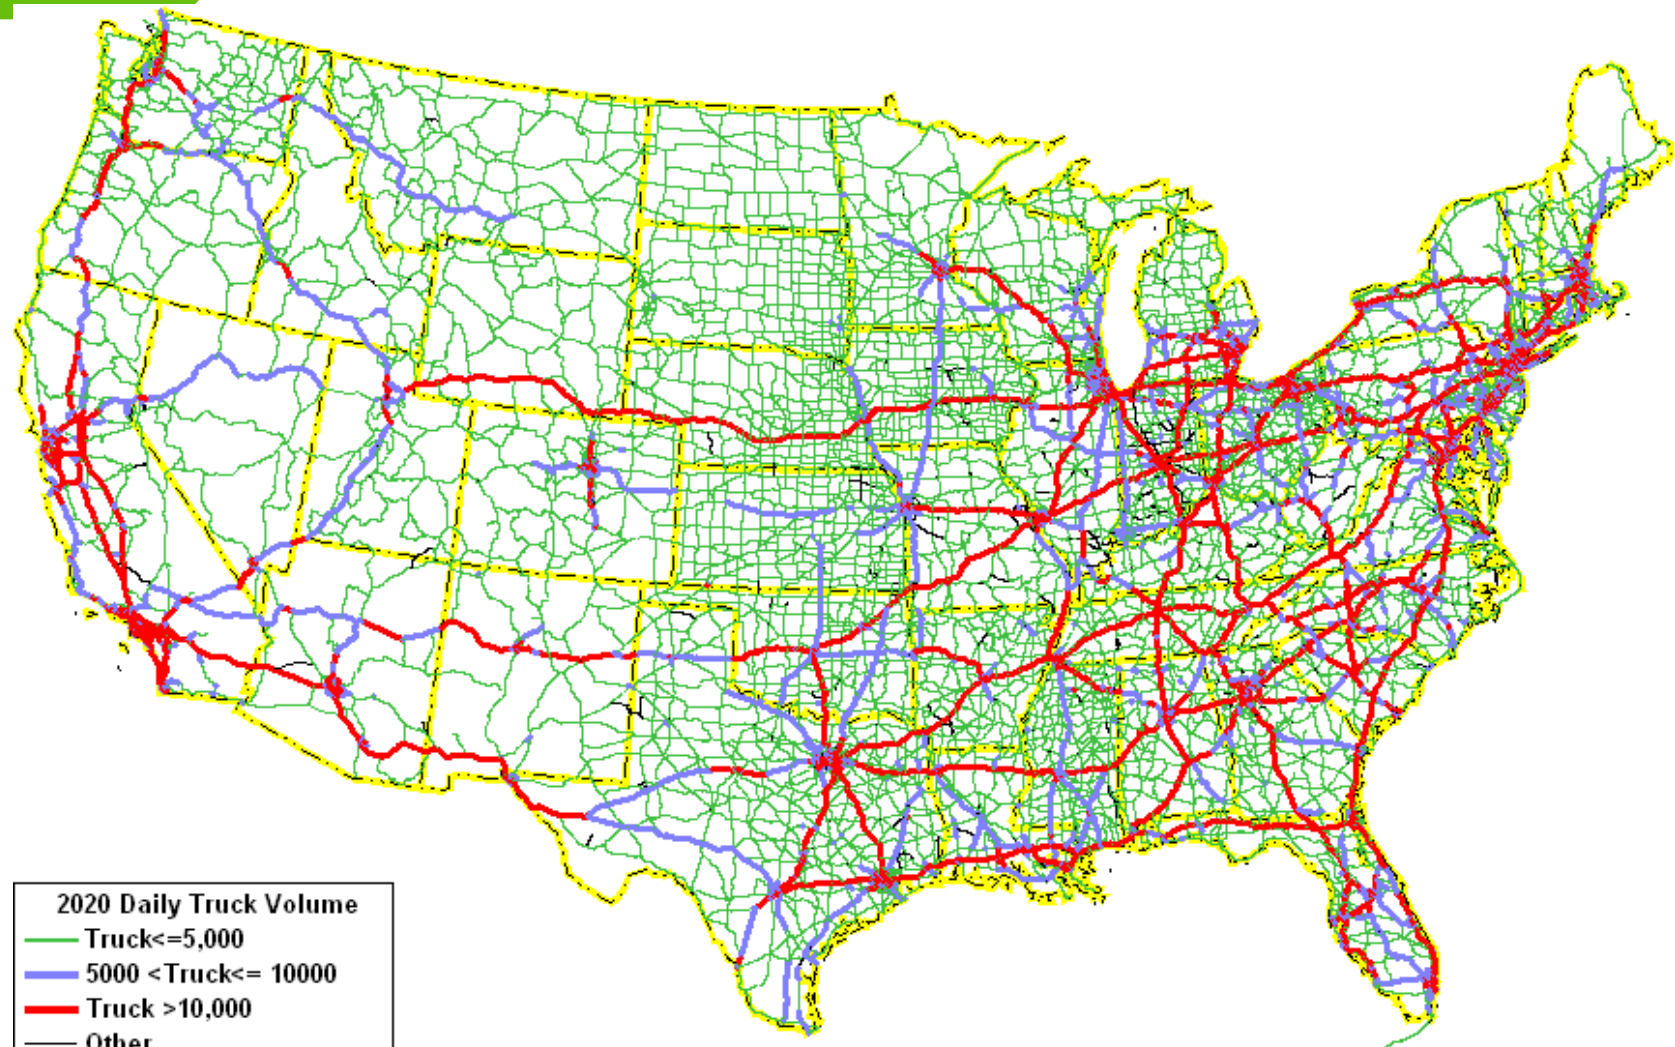 2020 Daily Truck Volume
Truck<=5,000
5000 <Truck<= 10000
Truck >10,000
Other